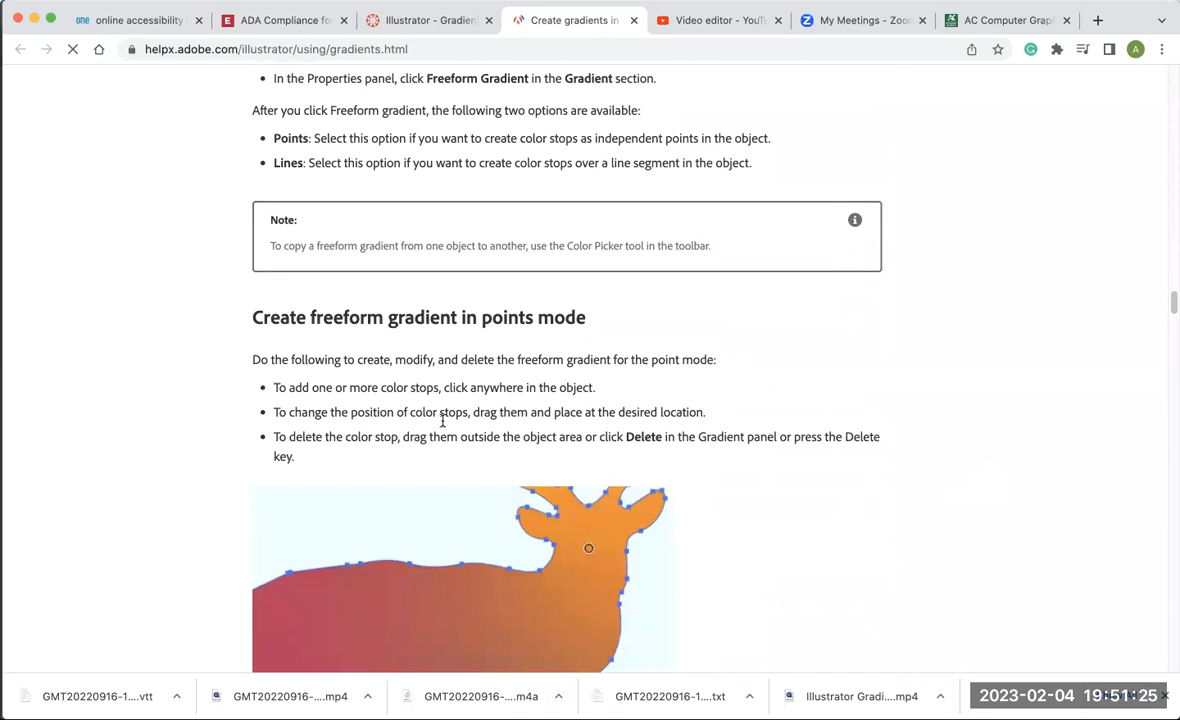 one online accessibility
E ADA Compliance fo
Illustrator - Gradien
Create gradients in
Video editor - YouTu
Z My Meetings - Zoo
AC AC Computer Grap
helpx.adobe.com/illustrator/using/gradients.html
A
In the Properties panel, click Freeform Gradient in the Gradient section.
After you click Freeform gradient, the following two options are available:
Points: Select this option if you want to create color stops as independent points in the object.
Lines: Select this option if you want to create color stops over a line segment in the object.
Note:
To copy a freeform gradient from one object to another, use the Color Picker tool in the toolbar.
Create freeform gradient in points mode
Do the following to create, modify, and delete the freeform gradient for the point mode:
To add one or more color stops, click anywhere in the object.
To change the position of color stops, drag them and place at the desired location.
To delete the color stop, drag them outside the object area or click Delete in the Gradient panel or press the Delete
key.
GMT20220916-1....vtt
GMT20220916-....mp4
GMT20220916-....m4a
GMT20220916-1....txt
Illustrator Gradi....mp4
2023-02-04 19:51:25